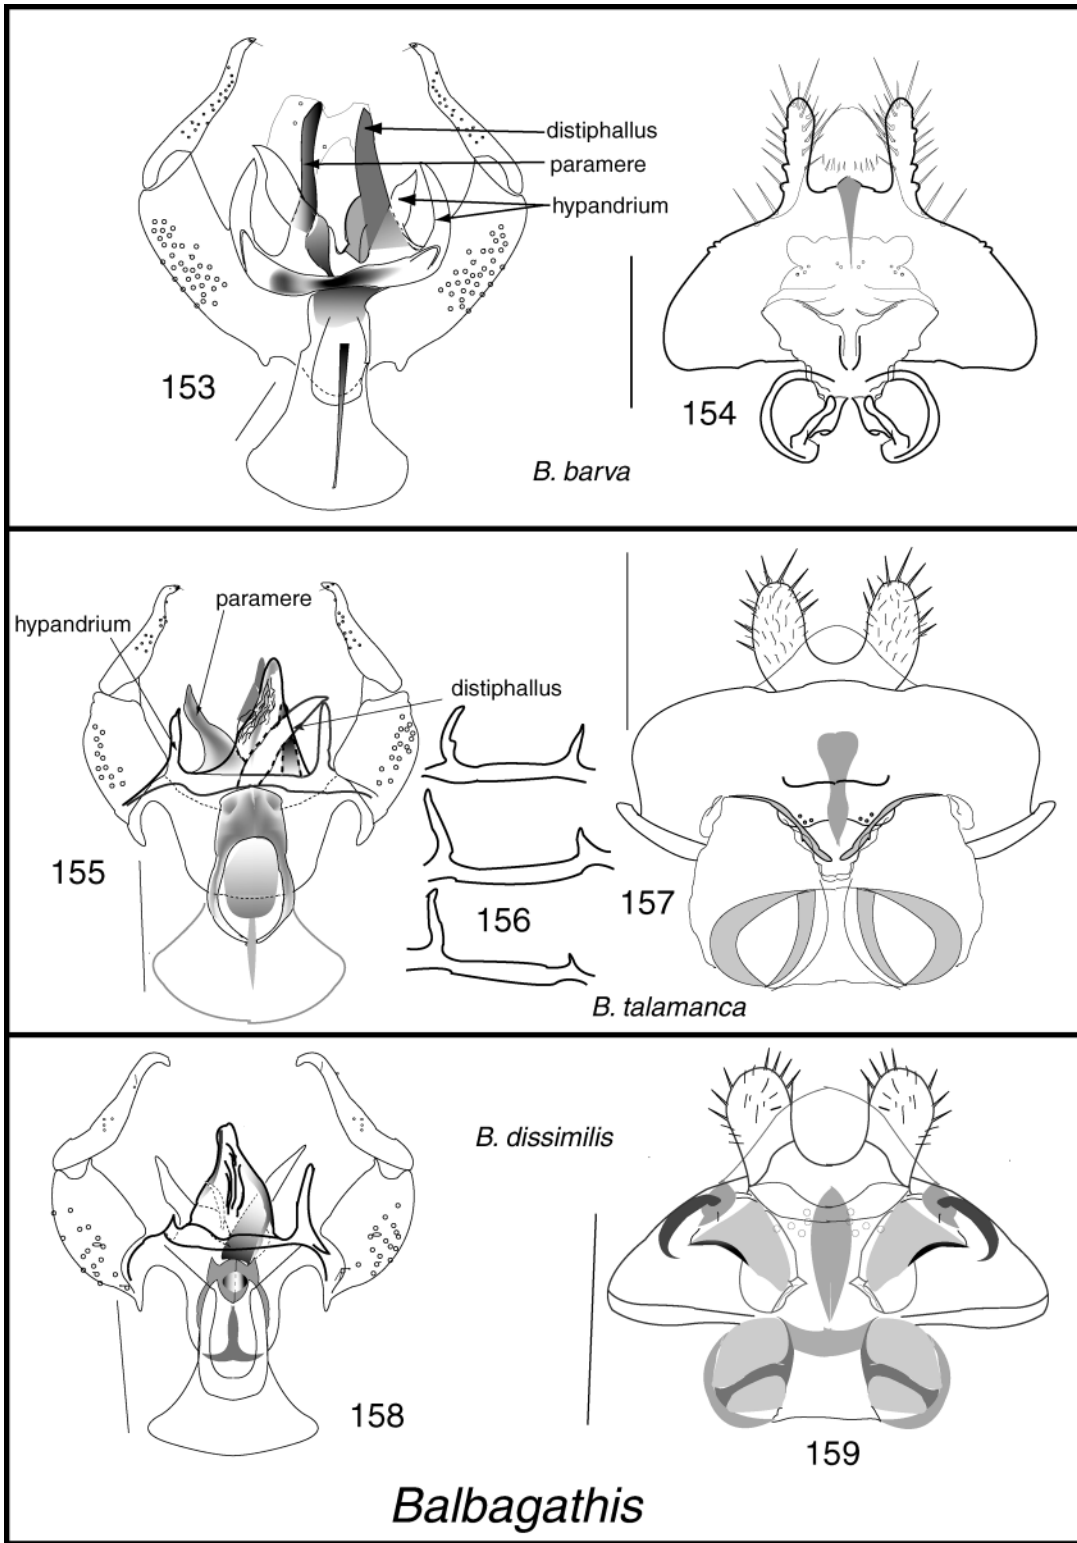 distiphallus
paramere
hypandrium
153
154
B. barva
paramere
hypandrium
distiphallus
155
156
157
B. talamanca
B. dissimilis
158
159
Balbagathis